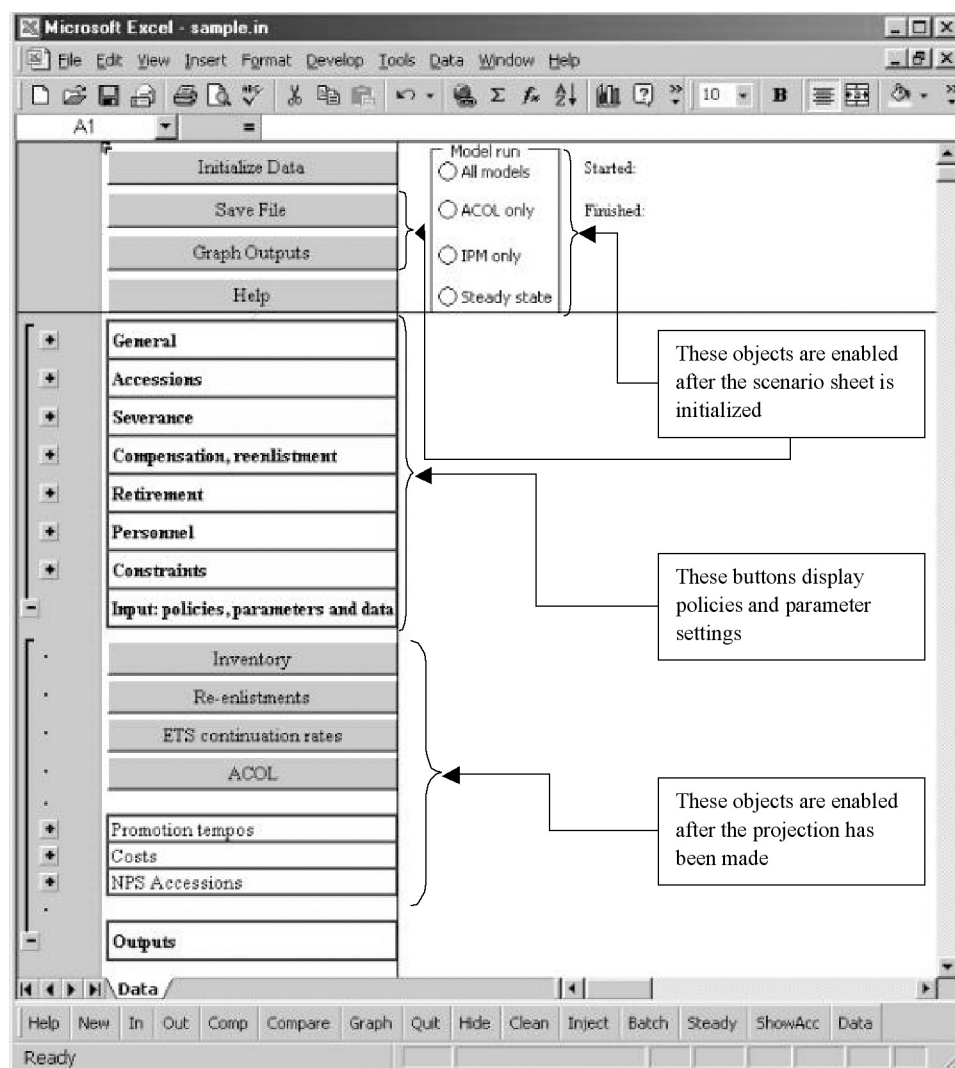 Microsoft Excel - sample.in
File Edit View Insert Format Develop Tools Data Window Help
10 B
A1 =
Initialize Data
Save File
Graph Outputs
Help
Model run
All models
ACOL only
IPM only
Steady state
Started:
Finished:
General
Accessions
Severance
Compensation, reenlistment
Retirement
Personnel
Constraints
Input: policies, parameters and data
These objects are enabled
after the scenario sheet is
initialized
These buttons display
policies and parameter
settings
Inventory
Re-enlistments
ETS continuation rates
ACOL
Promotion tempos
Costs
NPS Accessions
Outputs
These objects are enabled
after the projection has
been made
Data
Help New In Out Comp Compare Graph Quit Hide Clean Inject Batch Steady ShowAcc Data
Ready